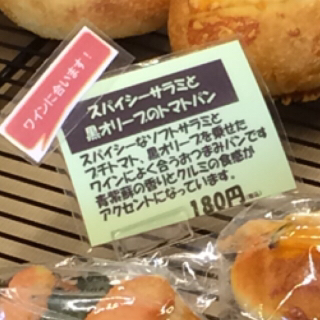 ワインに合います!
スパイシーサラミと
黒オリーブのトマトパン
スパイシーなソフトサラミと
プチトマト、黒オリーブを乗せた
ワインによく合うおつまみパンです
青紫蘇の香りとクルミの食感が
アクセントになっています。
180円(税込)